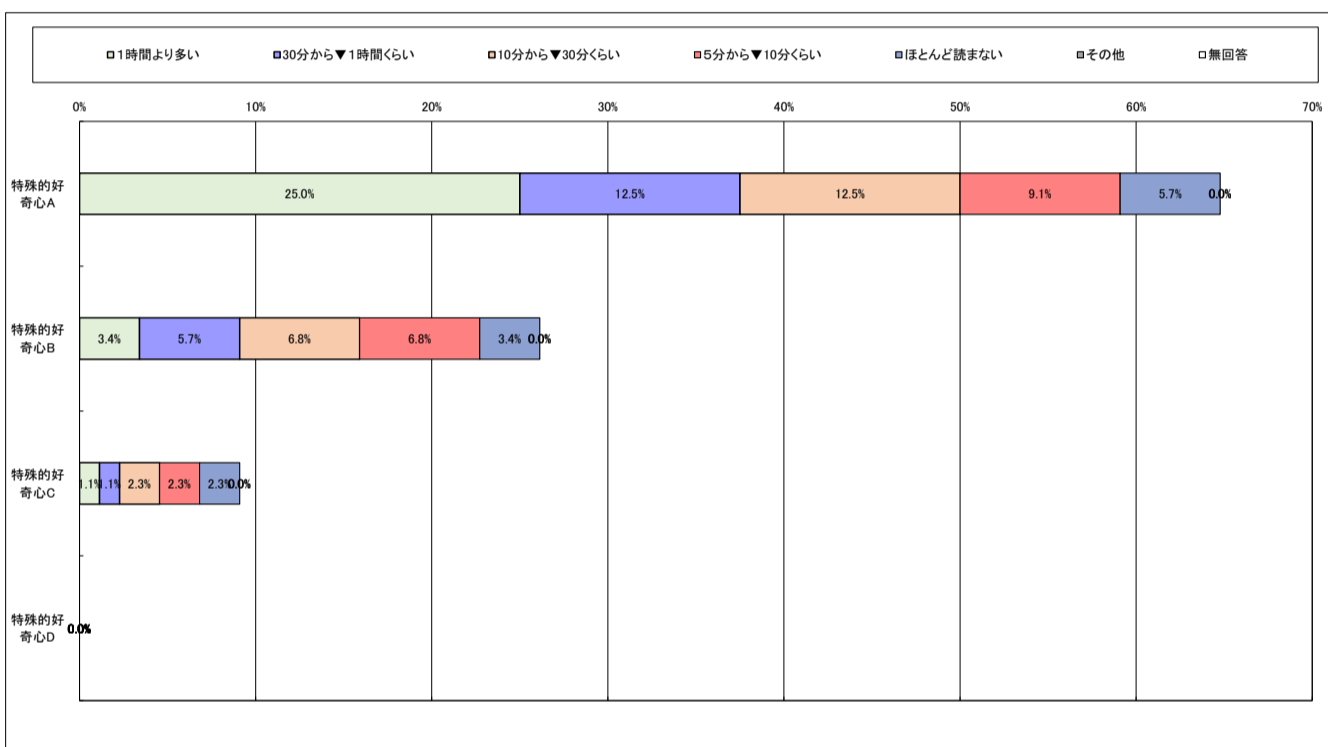 １時間より多い 30分から▼１時間くらい 10分から▼30分くらい ５分から▼10分くらい ほとんど読まない その他 無回答
0% 10% 20% 30% 40% 50% 60% 70%
特殊的好
奇心A
25.0% 12.5% 12.5% 9.1% 5.7% 0.0%
特殊的好
奇心B
3.4% 5.7% 6.8% 6.8% 3.4% 0.0%
特殊的好
奇心C
1.1% 1.1% 2.3% 2.3% 2.3% 0.0%
特殊的好
奇心D
0.0%